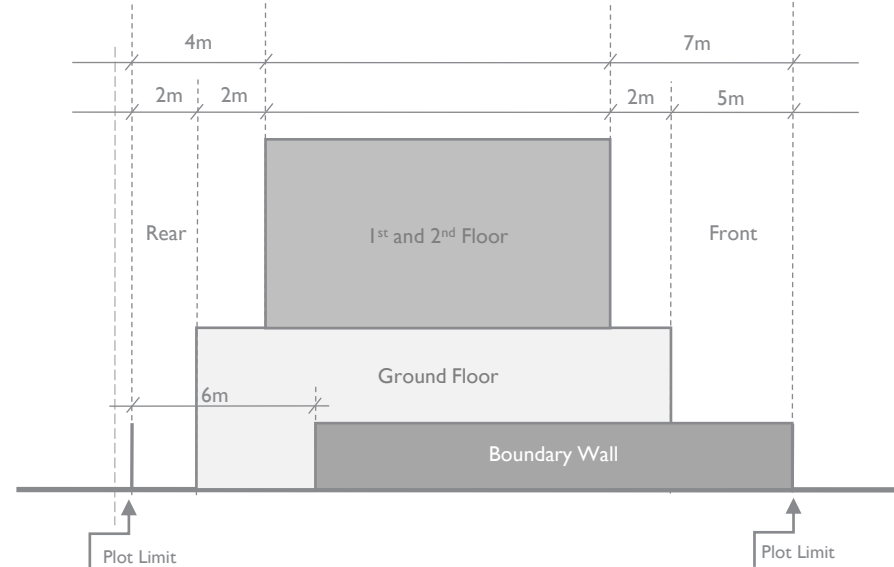 4m
7m
2m 2m 2m 5m
Rear
1st and 2nd Floor
Front
Ground Floor
6m
Boundary Wall
Plot Limit
Plot Limit